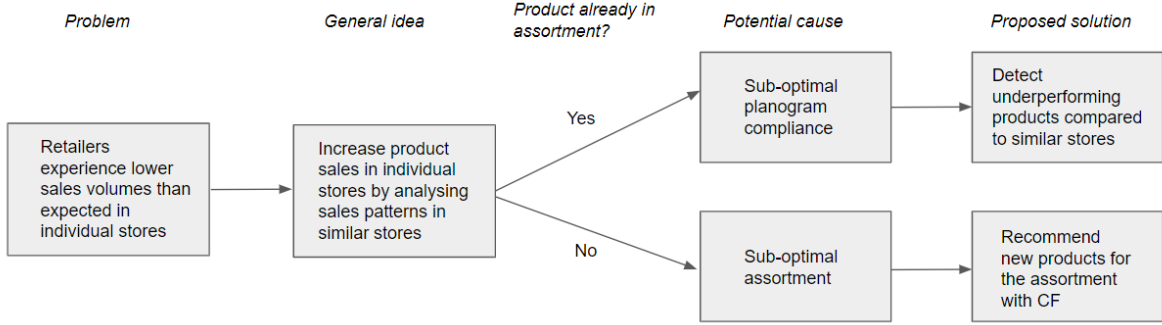 Problem
General idea
Product already in
assortment?
Potential cause
Proposed solution
Retailers
experience lower
sales volumes than
expected in
individual stores
Increase product
sales in individual
stores by analysing
sales patterns in
similar stores
Yes
No
Sub-optimal
planogram
compliance
Detect
underperforming
products compared
to similar stores
Sub-optimal
assortment
Recommend
new products for
the assortment
with CF